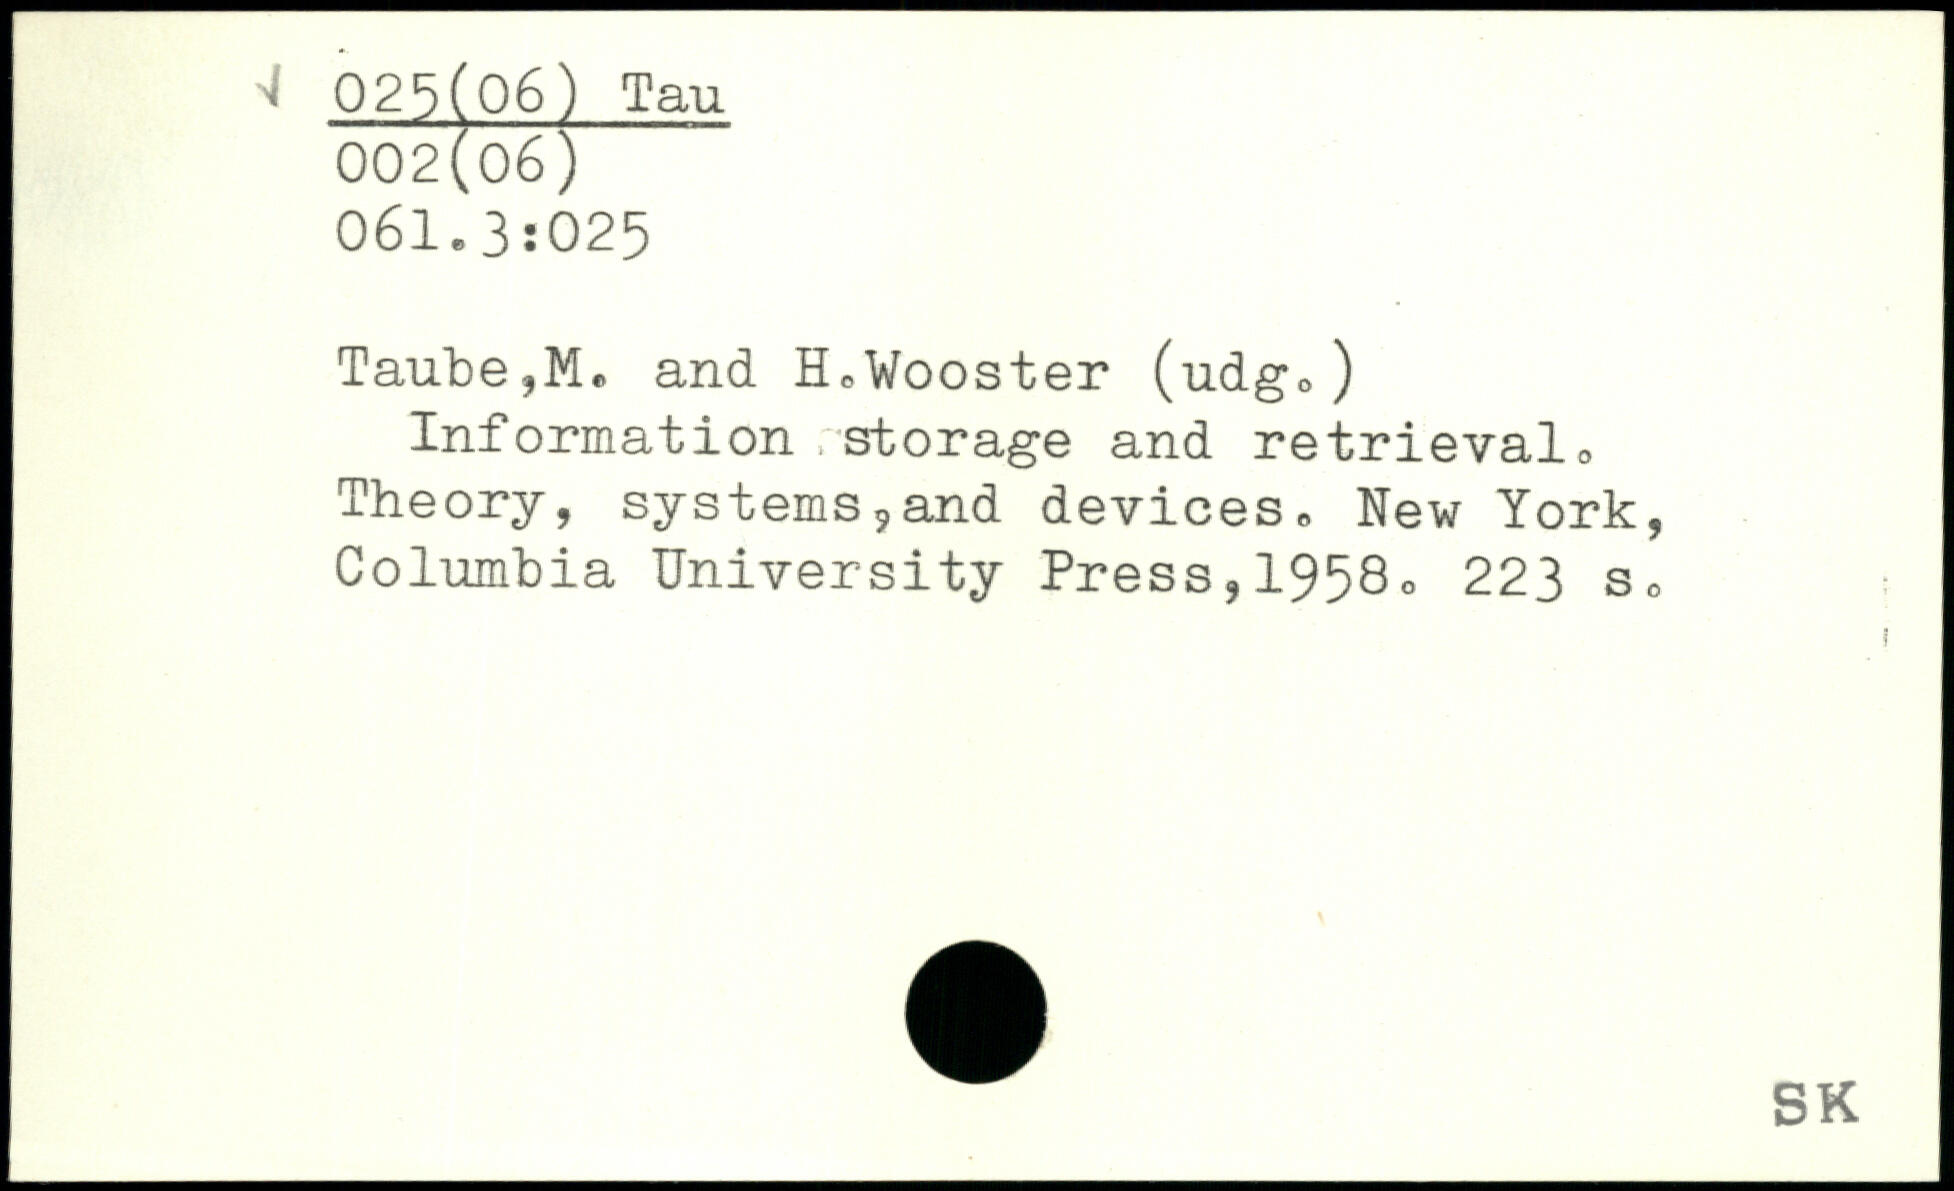 ✓ 025(06) Tau
002(06)
061.3:025
Taube,M. and H.Wooster (udg.)
Information storage and retrieval.
Theory, systems,and devices. New York,
Columbia University Press,1958. 223 s.
SK